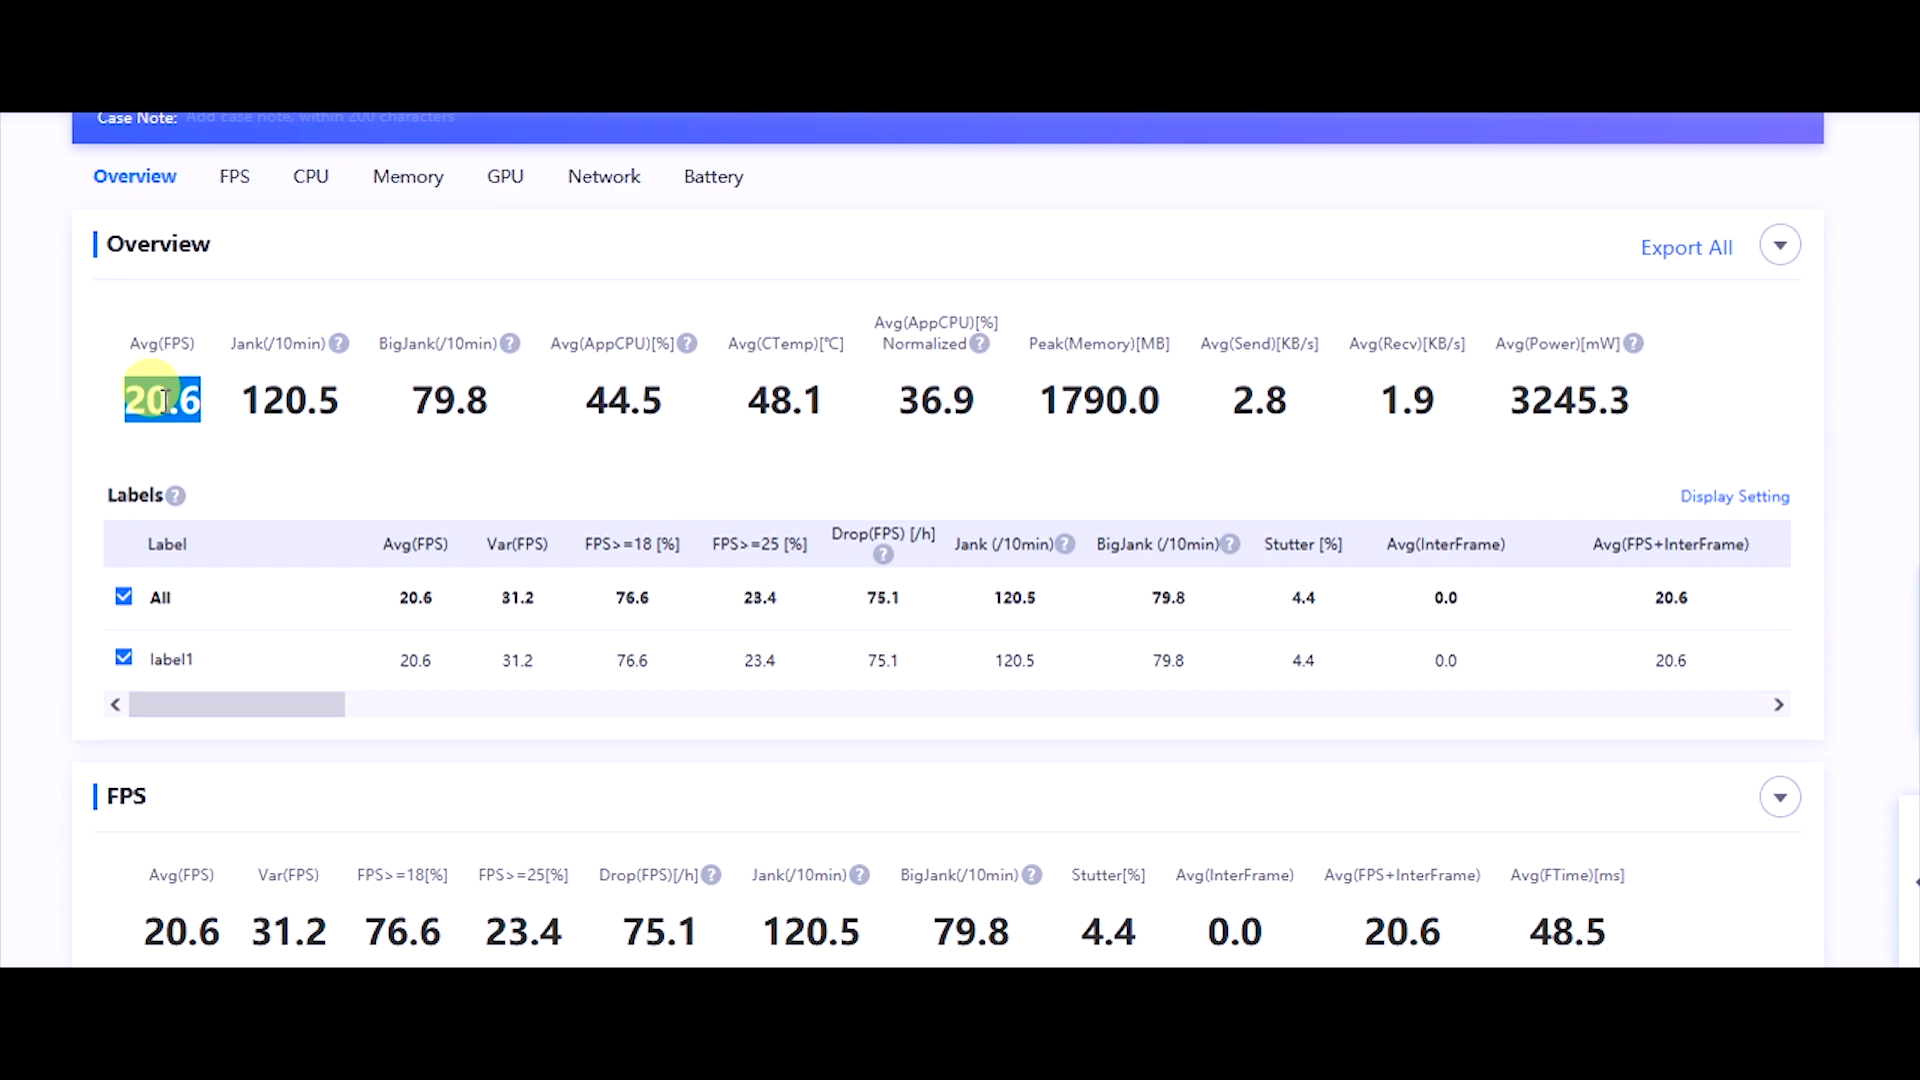 Case Note: Add case note, within 200 characters
Overview FPS CPU Memory GPU Network Battery
Overview
Export All
Avg(FPS) Jank(/10min) ? BigJank(/10min) ? Avg(AppCPU)[%] ? Avg(CTemp)[°C] Avg(AppCPU)[%] Normalized ? Peak(Memory)[MB] Avg(Send)[KB/s] Avg(Recv)[KB/s] Avg(Power)[mW] ?
20.6 120.5 79.8 44.5 48.1 36.9 1790.0 2.8 1.9 3245.3
Labels ?
Display Setting
Label Avg(FPS) Var(FPS) FPS>=18 [%] FPS>=25 [%] Drop(FPS) [/h] ? Jank (/10min) ? BigJank (/10min) ? Stutter [%] Avg(InterFrame) Avg(FPS+InterFrame)
All 20.6 31.2 76.6 23.4 75.1 120.5 79.8 4.4 0.0 20.6
label1 20.6 31.2 76.6 23.4 75.1 120.5 79.8 4.4 0.0 20.6
FPS
Avg(FPS) Var(FPS) FPS>=18[%] FPS>=25[%] Drop(FPS)[/h] ? Jank(/10min) ? BigJank(/10min) ? Stutter[%] Avg(InterFrame) Avg(FPS+InterFrame) Avg(FTime)[ms]
20.6 31.2 76.6 23.4 75.1 120.5 79.8 4.4 0.0 20.6 48.5